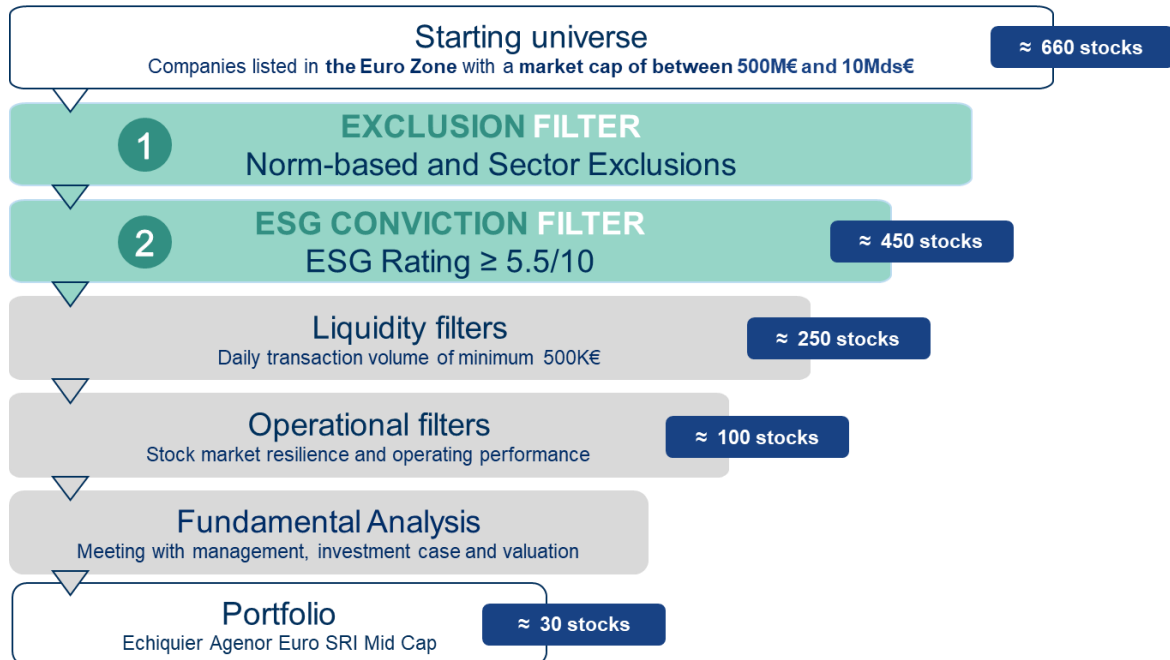 Starting universe
≈ 660 stocks
Companies listed in the Euro Zone with a market cap of between 500M€ and 10Mds€
1
EXCLUSION FILTER
Norm-based and Sector Exclusions
2
ESG CONVICTION FILTER
≈ 450 stocks
ESG Rating ≥ 5.5/10
Liquidity filters
≈ 250 stocks
Daily transaction volume of minimum 500K€
Operational filters
≈ 100 stocks
Stock market resilience and operating performance
Fundamental Analysis
Meeting with management, investment case and valuation
Portfolio
≈ 30 stocks
Echiquier Agenor Euro SRI Mid Cap